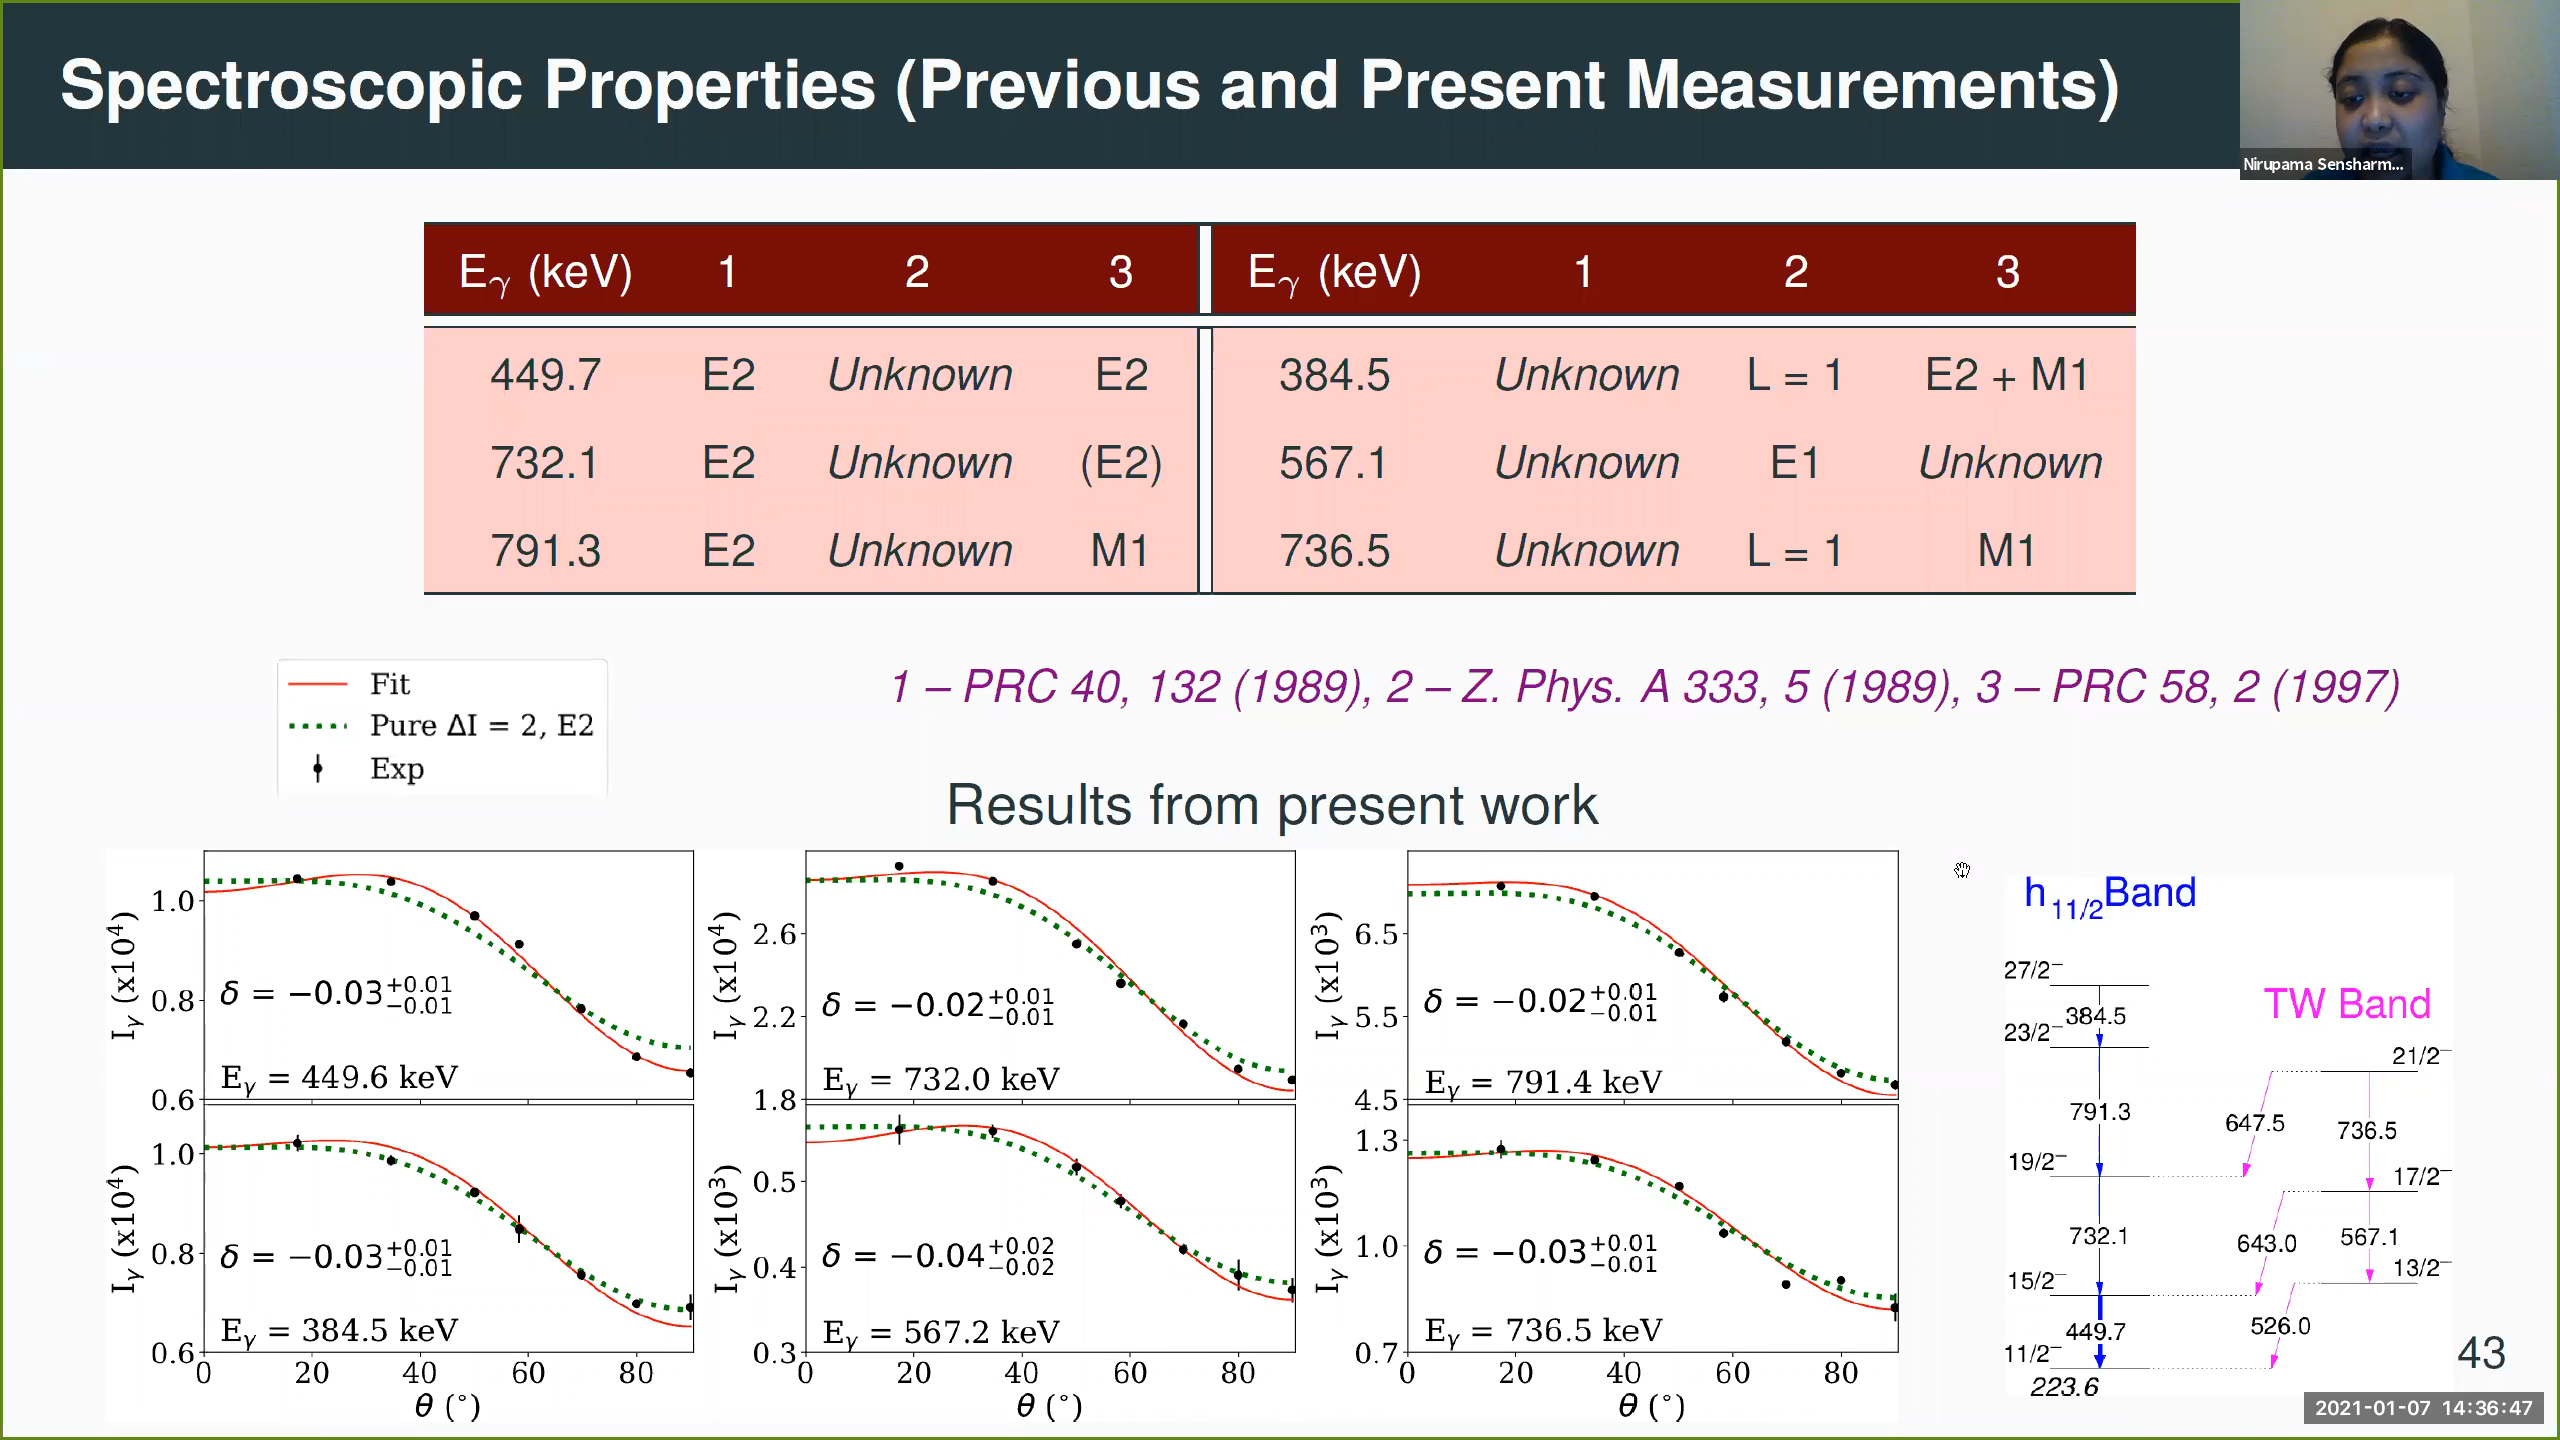 Spectroscopic Properties (Previous and Present Measurements)
Nirupama Sensharm...
Eγ (keV) 1 2 3 Eγ (keV) 1 2 3
449.7 E2 Unknown E2 384.5 Unknown L = 1 E2 + M1
732.1 E2 Unknown (E2) 567.1 Unknown E1 Unknown
791.3 E2 Unknown M1 736.5 Unknown L = 1 M1
1 – PRC 40, 132 (1989), 2 – Z. Phys. A 333, 5 (1989), 3 – PRC 58, 2 (1997)
Fit
Pure ΔI = 2, E2
Exp
Results from present work
Iγ (x10⁴)
1.0
0.8
0.6
δ = −0.03 +0.01 −0.01
Eγ = 449.6 keV
Iγ (x10⁴)
2.6
2.2
1.8
δ = −0.02 +0.01 −0.01
Eγ = 732.0 keV
Iγ (x10³)
6.5
5.5
4.5
δ = −0.02 +0.01 −0.01
Eγ = 791.4 keV
Iγ (x10⁴)
1.0
0.8
0.6
δ = −0.03 +0.01 −0.01
Eγ = 384.5 keV
0 20 40 60 80
θ (°)
Iγ (x10³)
0.5
0.4
0.3
δ = −0.04 +0.02 −0.02
Eγ = 567.2 keV
0 20 40 60 80
θ (°)
Iγ (x10³)
1.3
1.0
0.7
δ = −0.03 +0.01 −0.01
Eγ = 736.5 keV
0 20 40 60 80
θ (°)
h11/2 Band
TW Band
27/2⁻
384.5
23/2⁻
21/2⁻
791.3
647.5
736.5
19/2⁻
17/2⁻
732.1
643.0
567.1
15/2⁻
13/2⁻
449.7
526.0
11/2⁻
223.6
43
2021-01-07 14:36:47